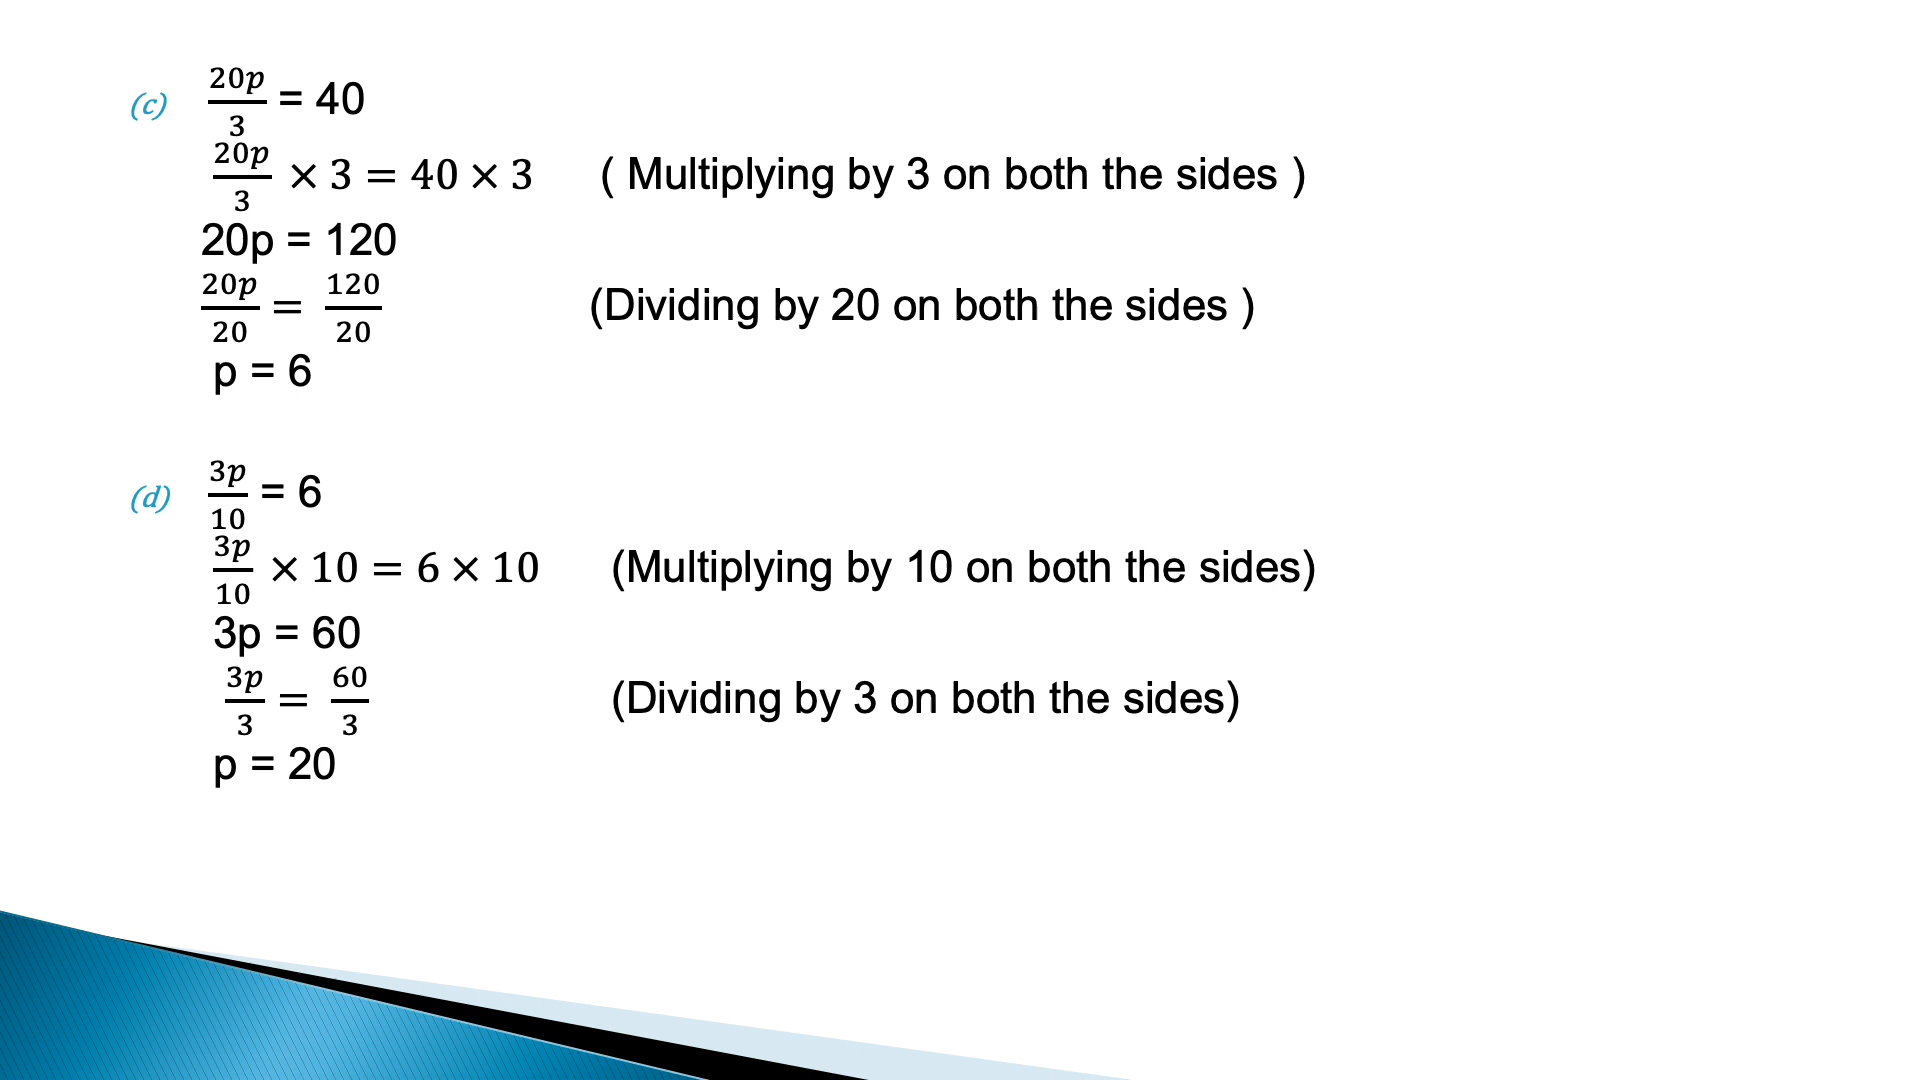 (c) 20p/3 = 40
20p/3 × 3 = 40 × 3 ( Multiplying by 3 on both the sides )
20p = 120
20p/20 = 120/20 (Dividing by 20 on both the sides )
p = 6
(d) 3p/10 = 6
3p/10 × 10 = 6 × 10 (Multiplying by 10 on both the sides)
3p = 60
3p/3 = 60/3 (Dividing by 3 on both the sides)
p = 20